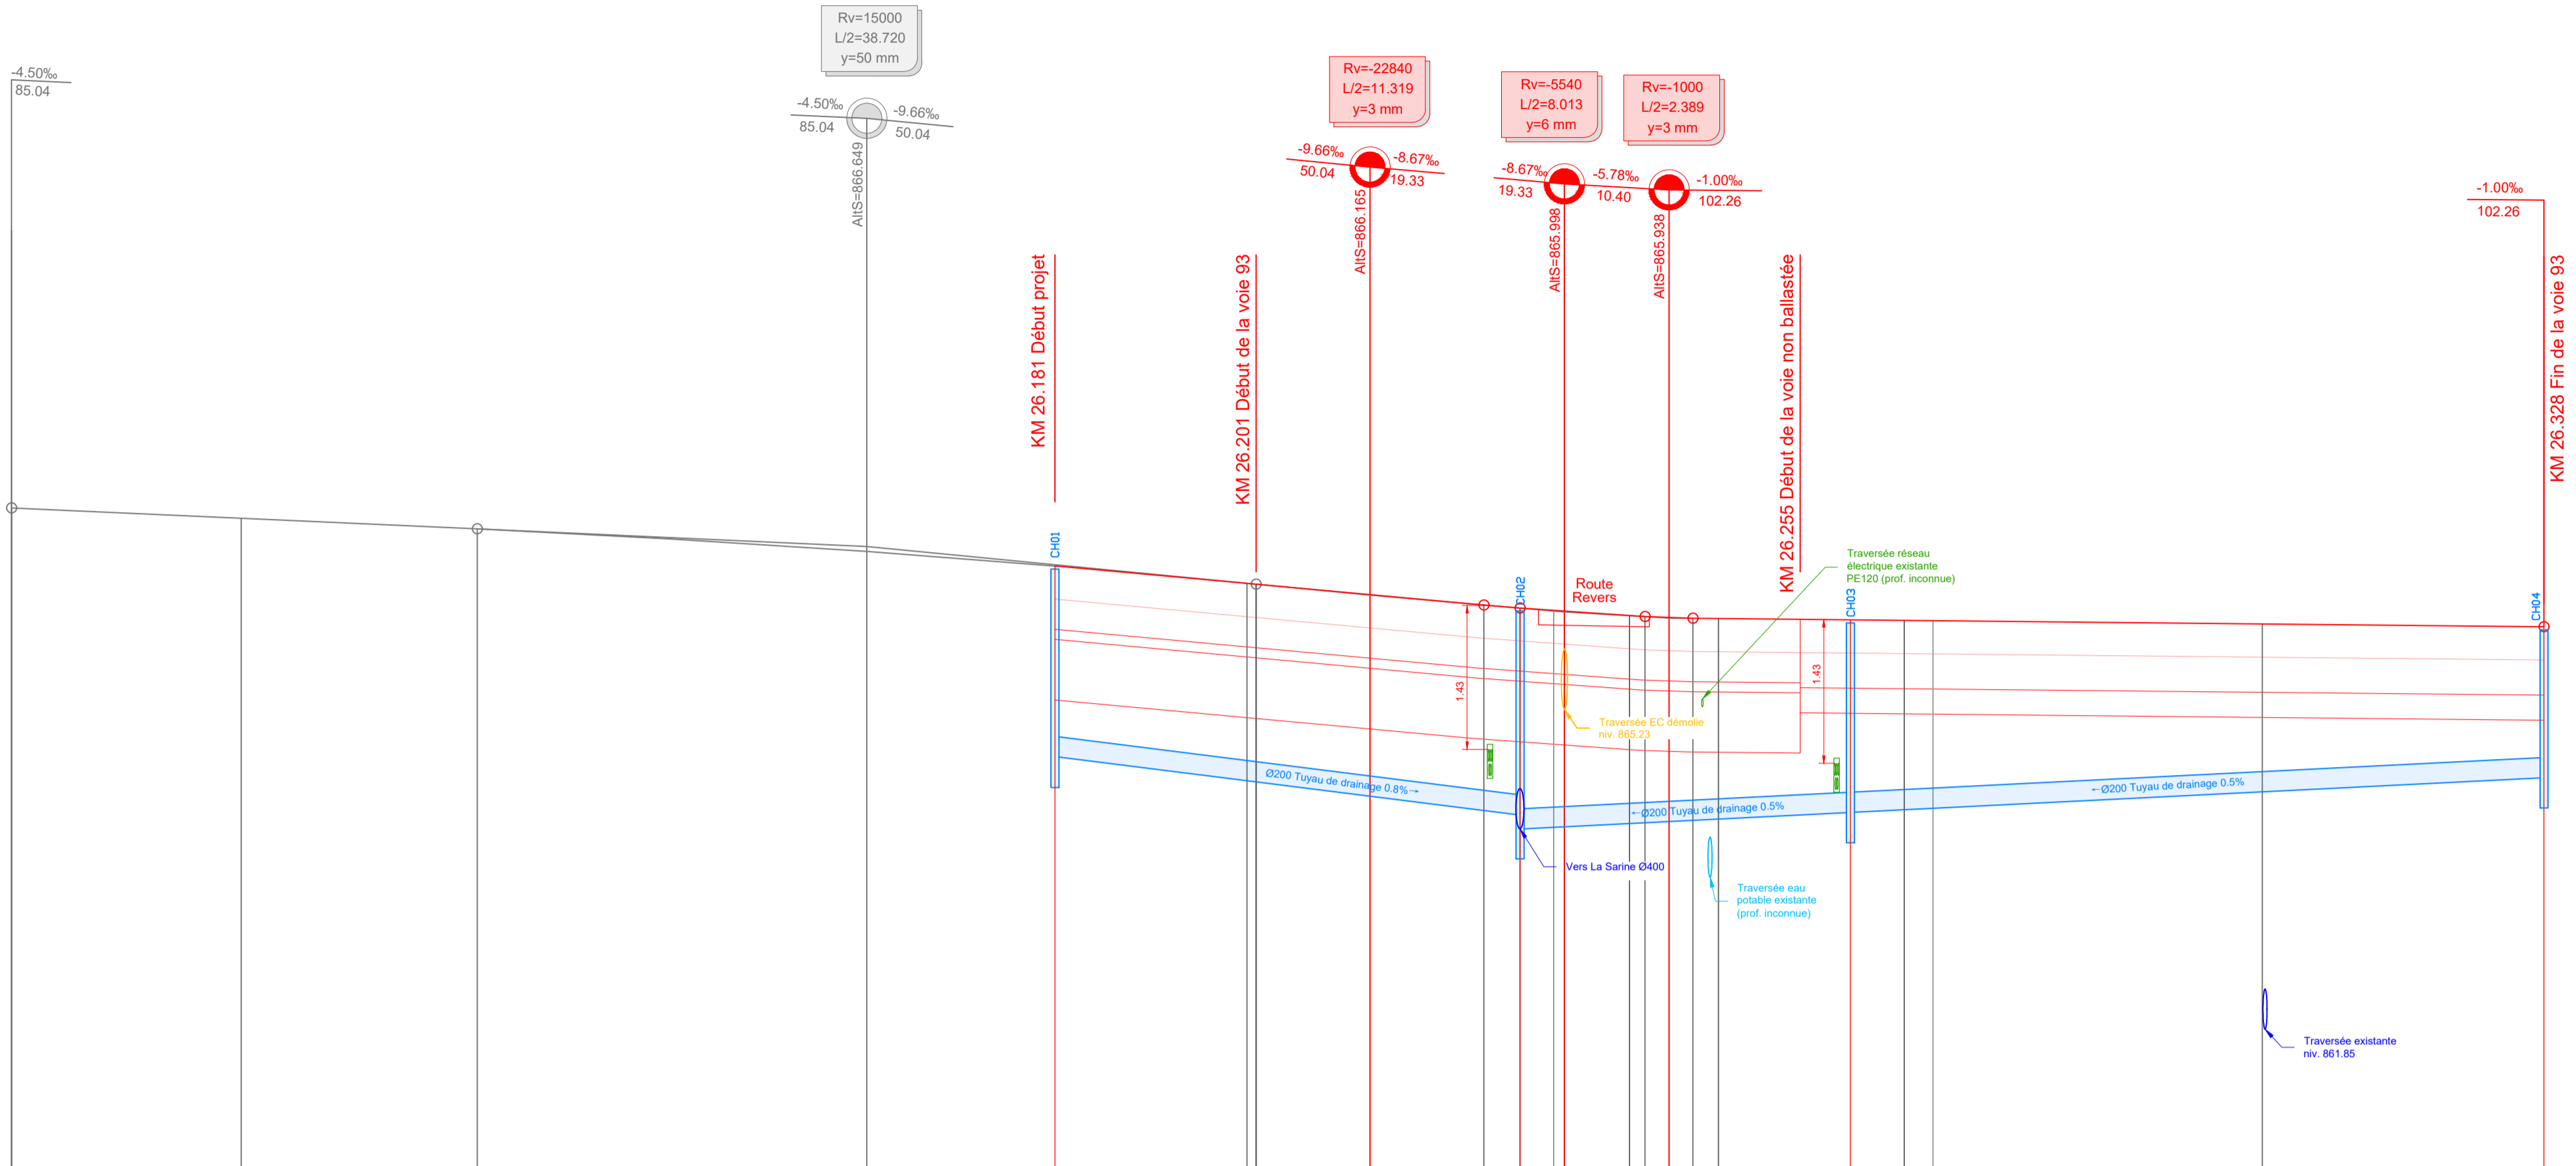 -4.50‰
85.04
Rv=15000
L/2=38.720
y=50 mm
-4.50‰
85.04
-9.66‰
50.04
AltS=866.649
Rv=-22840
L/2=11.319
y=3 mm
-9.66‰
50.04
-8.67‰
19.33
AltS=866.165
Rv=-5540
L/2=8.013
y=6 mm
-8.67‰
19.33
-5.78‰
10.40
AltS=865.998
Rv=-1000
L/2=2.389
y=3 mm
-1.00‰
102.26
AltS=865.938
-1.00‰
102.26
KM 26.181 Début projet
KM 26.201 Début de la voie 93
KM 26.255 Début de la voie non ballastée
KM 26.328 Fin de la voie 93
CH01
CH02
CH03
CH04
Route
Revers
Traversée réseau
électrique existante
PE120 (prof. inconnue)
1.43
1.43
Traversée EC démolie
niv. 865.23
Ø200 Tuyau de drainage 0.8%→
←Ø200 Tuyau de drainage 0.5%
←Ø200 Tuyau de drainage 0.5%
Vers La Sarine Ø400
Traversée eau
potable existante
(prof. inconnue)
Traversée existante
niv. 861.85